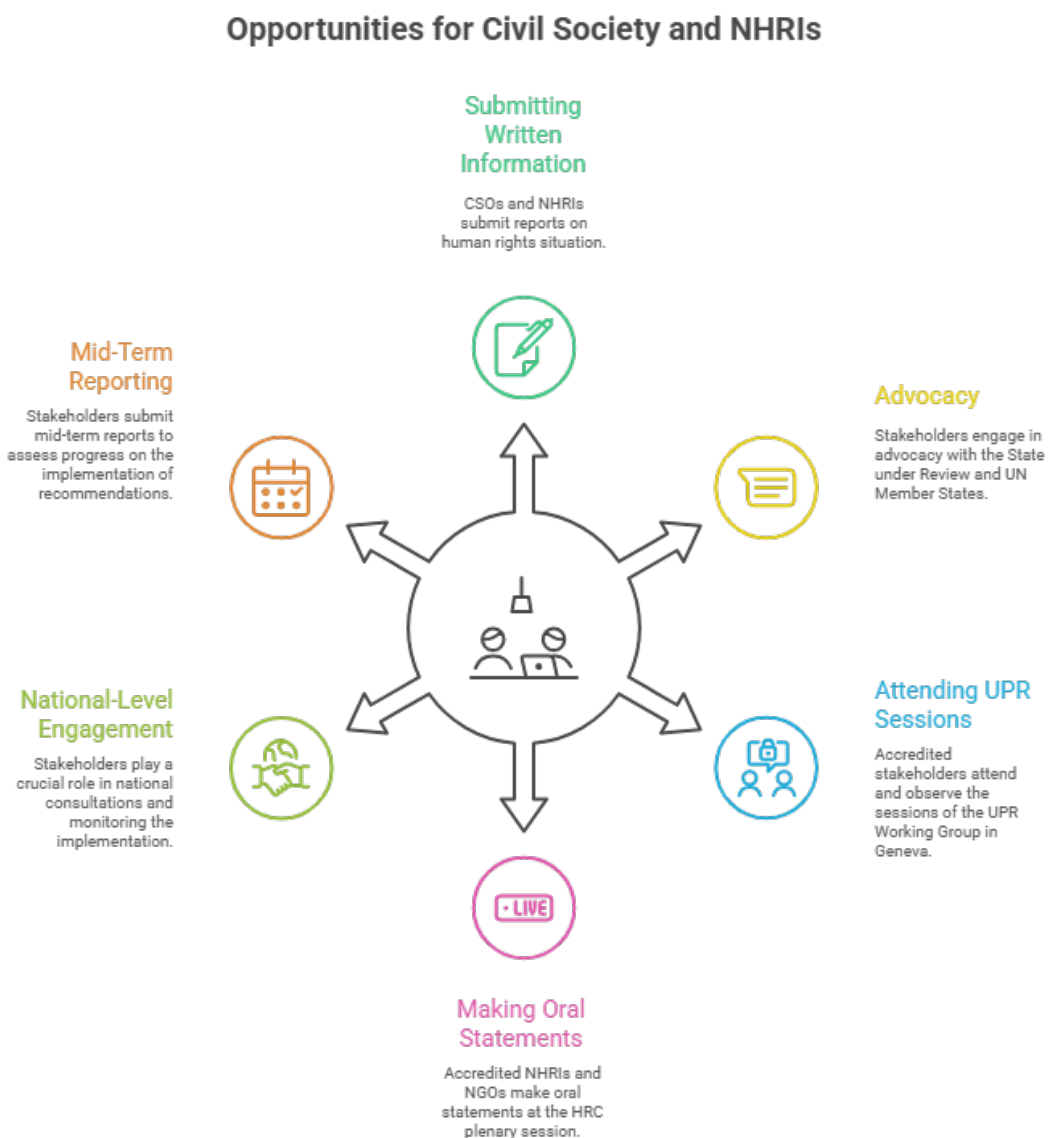 Opportunities for Civil Society and NHRIs
Submitting
Written
Information
CSOs and NHRIs
submit reports on
human rights situation.
Mid-Term
Reporting
Stakeholders submit
mid-term reports to
assess progress on the
implementation of
recommendations.
Advocacy
Stakeholders engage in
advocacy with the State
under Review and UN
Member States.
National-Level
Engagement
Stakeholders play a
crucial role in national
consultations and
monitoring the
implementation.
Attending UPR
Sessions
Accredited
stakeholders attend
and observe the
sessions of the UPR
Working Group in
Geneva.
LIVE
Making Oral
Statements
Accredited NHRIs and
NGOs make oral
statements at the HRC
plenary session.